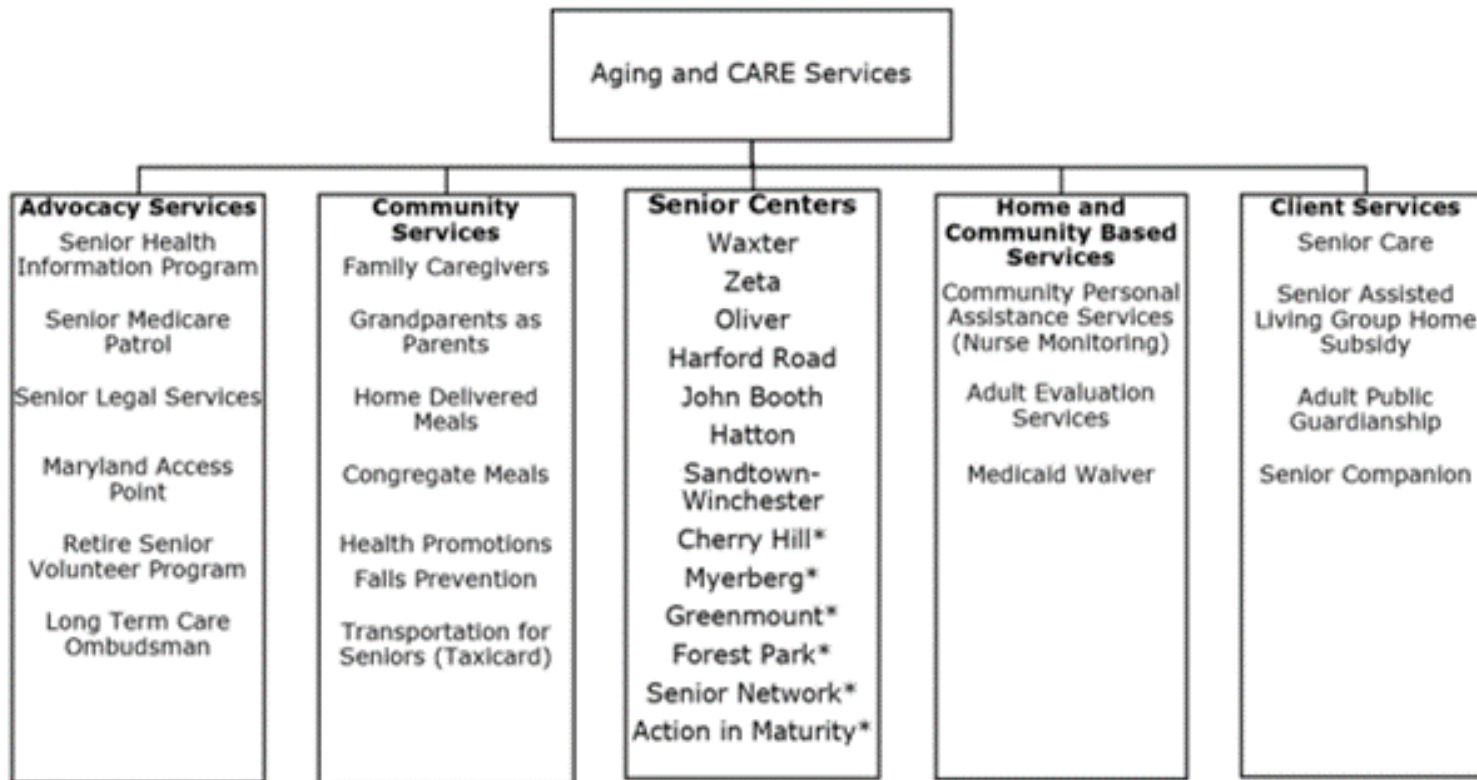 Aging and CARE Services
Advocacy Services
Senior Health
Information Program
Senior Medicare
Patrol
Senior Legal Services
Maryland Access
Point
Retire Senior
Volunteer Program
Long Term Care
Ombudsman
Community
Services
Family Caregivers
Grandparents as
Parents
Home Delivered
Meals
Congregate Meals
Health Promotions
Falls Prevention
Transportation for
Seniors (Taxicard)
Senior Centers
Waxter
Zeta
Oliver
Harford Road
John Booth
Hatton
Sandtown-
Winchester
Cherry Hill*
Myerberg*
Greenmount*
Forest Park*
Senior Network*
Action in Maturity*
Home and
Community Based
Services
Community Personal
Assistance Services
(Nurse Monitoring)
Adult Evaluation
Services
Medicaid Waiver
Client Services
Senior Care
Senior Assisted
Living Group Home
Subsidy
Adult Public
Guardianship
Senior Companion